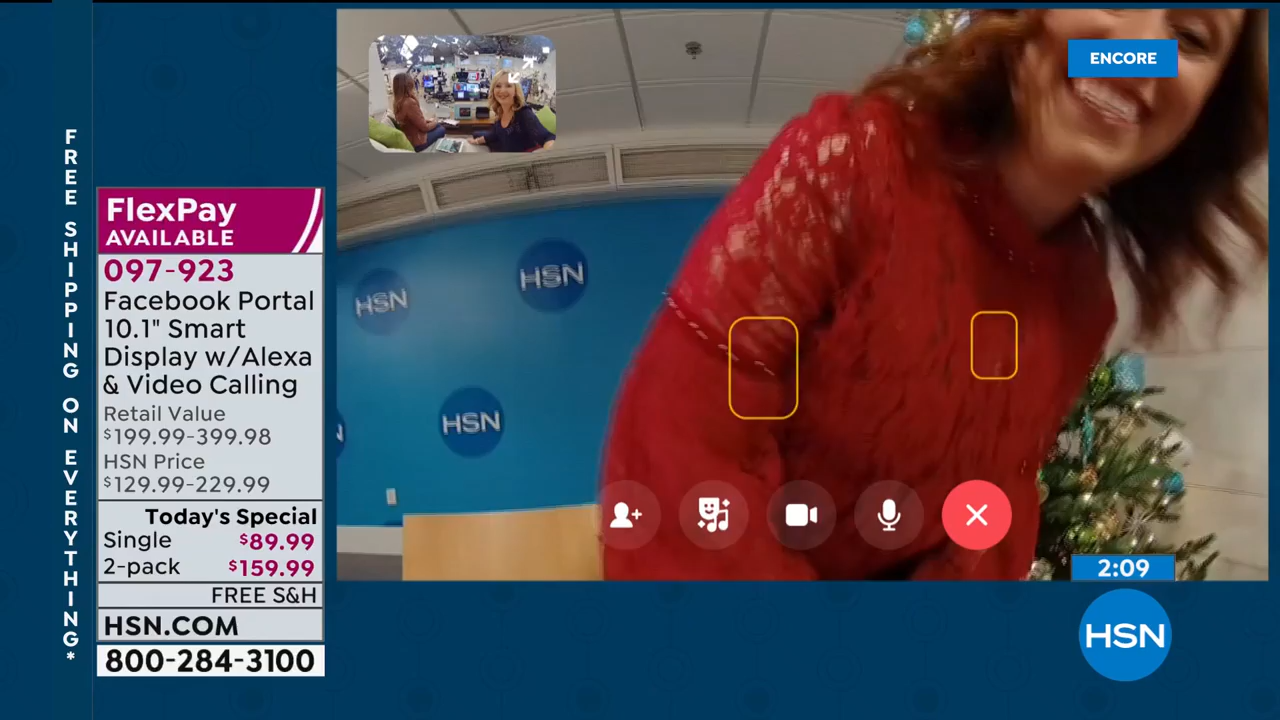 FREE SHIPPING ON EVERYTHING*
FlexPay
AVAILABLE
097-923
Facebook Portal
10.1" Smart
Display w/Alexa
& Video Calling
Retail Value
$199.99-399.98
HSN Price
$129.99-229.99
Today's Special
Single $89.99
2-pack $159.99
FREE S&H
HSN.COM
800-284-3100
ENCORE
HSN
HSN
HSN
2:09
HSN